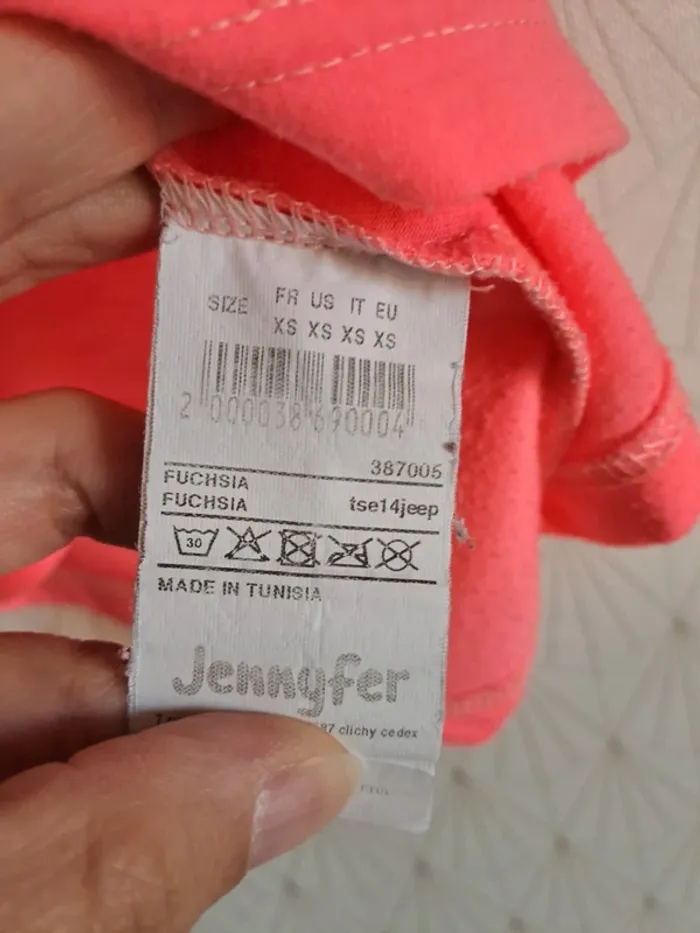 SIZE FR US IT EU
XS XS XS XS
2 000038 690004
387005
FUCHSIA
FUCHSIA tse14jeep
30
MADE IN TUNISIA
Jennyfer
clichy cedex